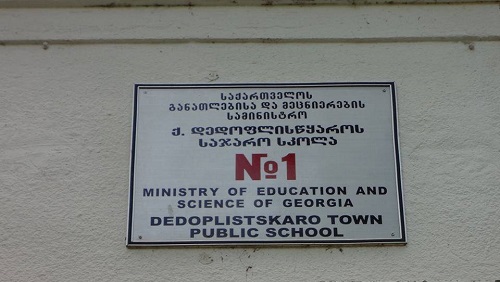 საქართველოს
განათლებისა და მეცნიერების
სამინისტრო
ქ. დედოფლისწყაროს
საჯარო სკოლა
№1
MINISTRY OF EDUCATION AND
SCIENCE OF GEORGIA
DEDOPLISTSKARO TOWN
PUBLIC SCHOOL